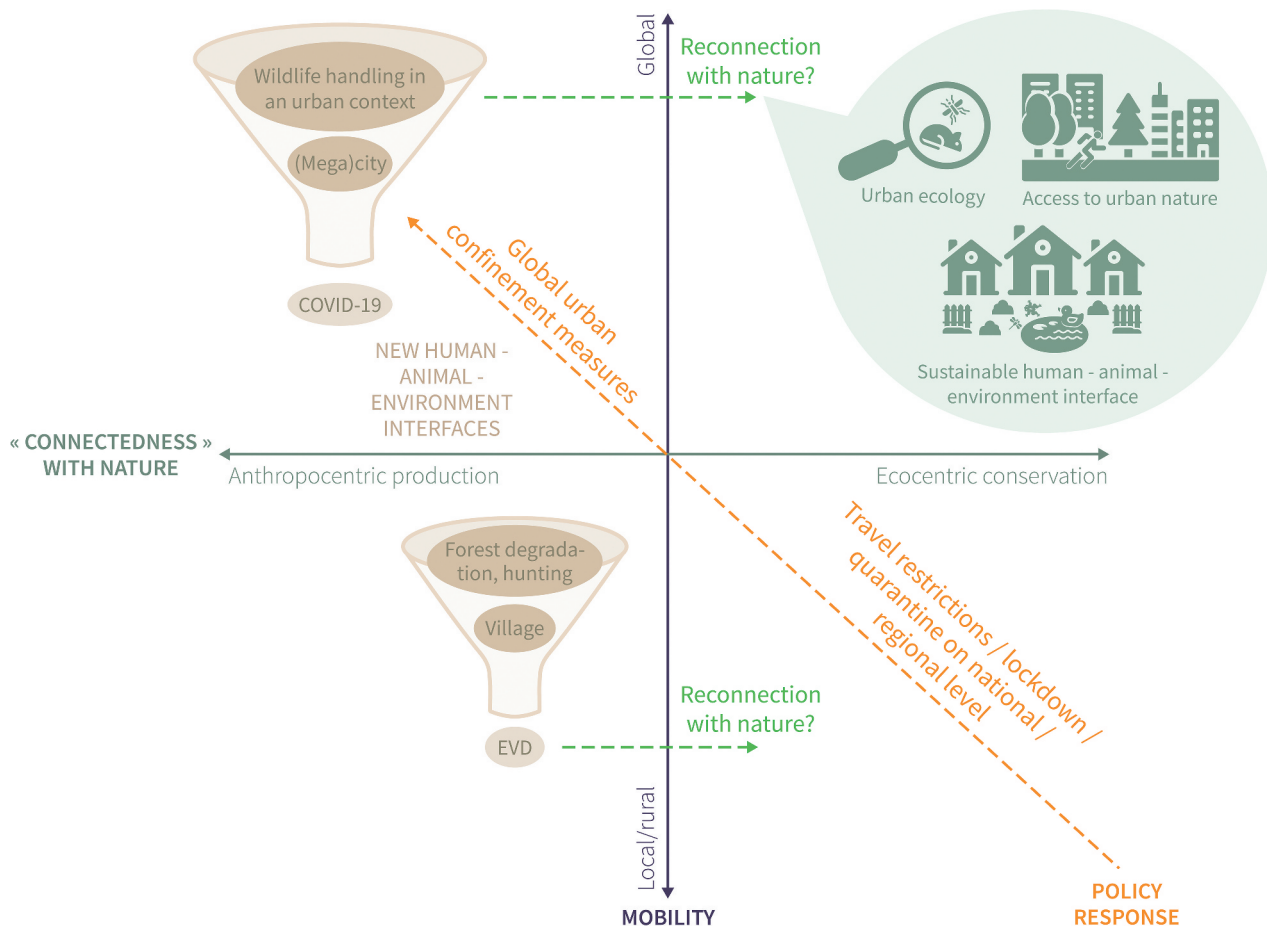 Global
Reconnection
with nature?
Wildlife handling in
an urban context
(Mega)city
COVID-19
Urban ecology
Access to urban nature
Sustainable human - animal -
environment interface
Global urban
confinement measures
NEW HUMAN -
ANIMAL -
ENVIRONMENT
INTERFACES
« CONNECTEDNESS »
WITH NATURE
Anthropocentric production
Ecocentric conservation
Forest degrada-
tion, hunting
Village
EVD
Travel restrictions / lockdown /
quarantine on national /
regional level
Reconnection
with nature?
Local/rural
MOBILITY
POLICY
RESPONSE